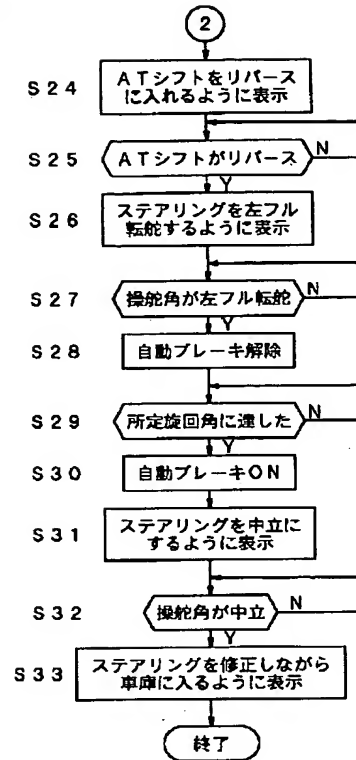 2
S24
ATシフトをリバース
に入れるように表示
S25
ATシフトがリバース
N
Y
S26
ステアリングを左フル
転舵するように表示
S27
操舵角が左フル転舵
N
Y
S28
自動ブレーキ解除
S29
所定旋回角に達した
N
Y
S30
自動ブレーキON
S31
ステアリングを中立に
するように表示
S32
操舵角が中立
N
Y
S33
ステアリングを修正しながら
車庫に入るように表示
終了